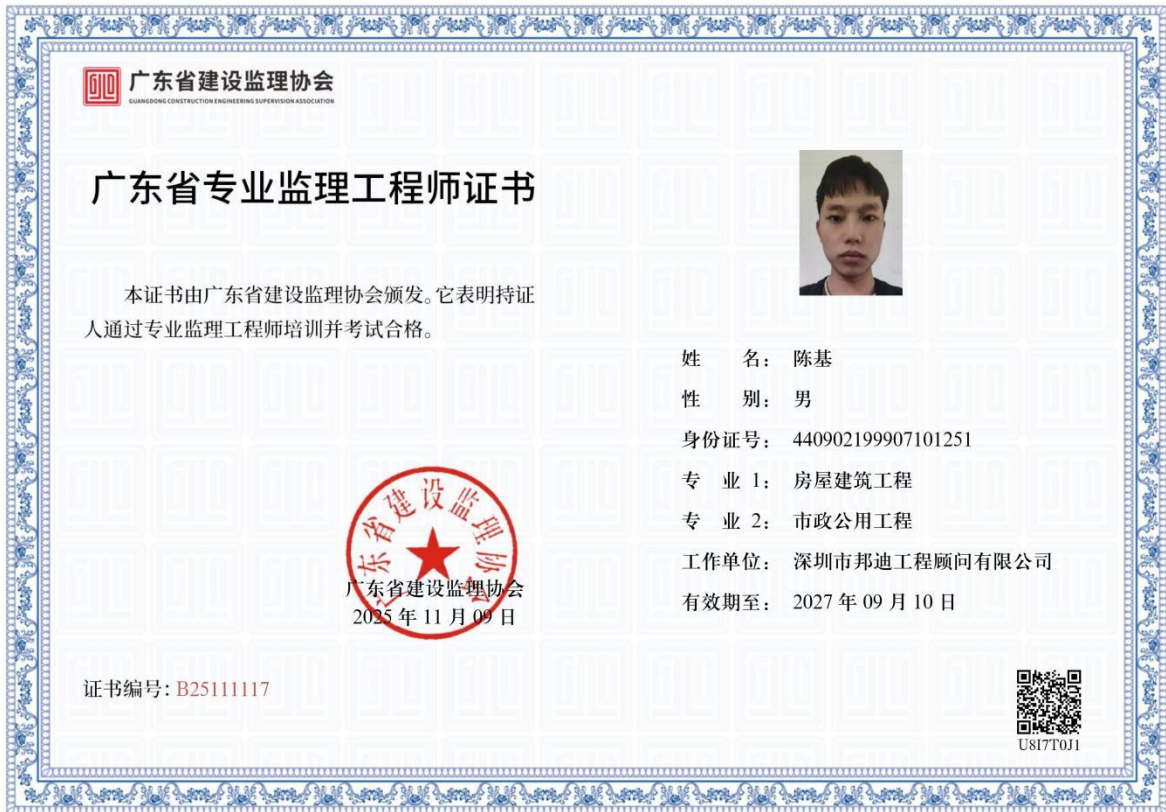 广东省建设监理协会
GUANGDONG CONSTRUCTION ENGINEERING SUPERVISION ASSOCIATION
广东省专业监理工程师证书
本证书由广东省建设监理协会颁发。它表明持证
人通过专业监理工程师培训并考试合格。
姓 名： 陈基
性 别： 男
身份证号： 440902199907101251
专 业 1： 房屋建筑工程
专 业 2： 市政公用工程
工作单位： 深圳市邦迪工程顾问有限公司
有效期至： 2027 年 09 月 10 日
广东省建设监理协会
广东省建设监理协会
2025 年 11 月 09 日
证书编号: B25111117
U8I7T0J1